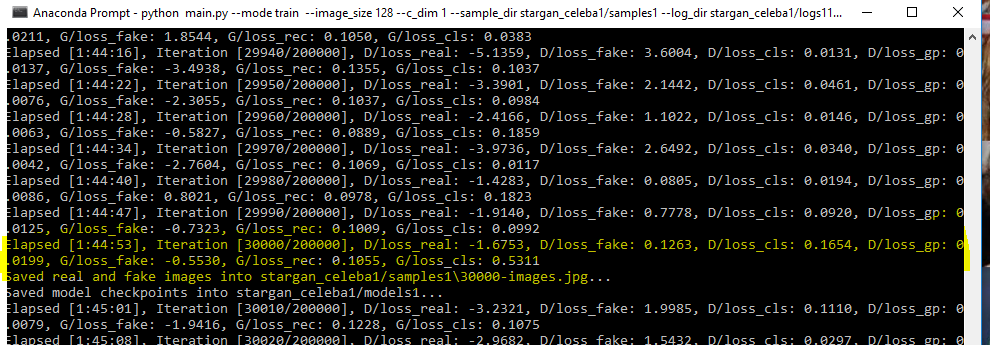 Anaconda Prompt - python  main.py --mode train  --image_size 128 --c_dim 1 --sample_dir stargan_celeba1/samples1 --log_dir stargan_celeba1/logs11...
.0211, G/loss_fake: 1.8544, G/loss_rec: 0.1050, G/loss_cls: 0.0383
Elapsed [1:44:16], Iteration [29940/200000], D/loss_real: -5.1359, D/loss_fake: 3.6004, D/loss_cls: 0.0131, D/loss_gp: 0
.0137, G/loss_fake: -3.4938, G/loss_rec: 0.1355, G/loss_cls: 0.1037
Elapsed [1:44:22], Iteration [29950/200000], D/loss_real: -3.3901, D/loss_fake: 2.1442, D/loss_cls: 0.0461, D/loss_gp: 0
.0076, G/loss_fake: -2.3055, G/loss_rec: 0.1037, G/loss_cls: 0.0984
Elapsed [1:44:28], Iteration [29960/200000], D/loss_real: -2.4166, D/loss_fake: 1.1022, D/loss_cls: 0.0146, D/loss_gp: 0
.0063, G/loss_fake: -0.5827, G/loss_rec: 0.0889, G/loss_cls: 0.1859
Elapsed [1:44:34], Iteration [29970/200000], D/loss_real: -3.9736, D/loss_fake: 2.6492, D/loss_cls: 0.0340, D/loss_gp: 0
.0042, G/loss_fake: -2.7604, G/loss_rec: 0.1069, G/loss_cls: 0.0117
Elapsed [1:44:40], Iteration [29980/200000], D/loss_real: -1.4283, D/loss_fake: 0.0805, D/loss_cls: 0.0194, D/loss_gp: 0
.0086, G/loss_fake: 0.8021, G/loss_rec: 0.0978, G/loss_cls: 0.1823
Elapsed [1:44:47], Iteration [29990/200000], D/loss_real: -1.9140, D/loss_fake: 0.7778, D/loss_cls: 0.0920, D/loss_gp: 0
.0125, G/loss_fake: -0.7323, G/loss_rec: 0.1009, G/loss_cls: 0.0992
Elapsed [1:44:53], Iteration [30000/200000], D/loss_real: -1.6753, D/loss_fake: 0.1263, D/loss_cls: 0.1654, D/loss_gp: 0
.0199, G/loss_fake: -0.5530, G/loss_rec: 0.1055, G/loss_cls: 0.5311
Saved real and fake images into stargan_celeba1/samples1\30000-images.jpg...
Saved model checkpoints into stargan_celeba1/models1...
Elapsed [1:45:01], Iteration [30010/200000], D/loss_real: -3.2321, D/loss_fake: 1.9985, D/loss_cls: 0.1110, D/loss_gp: 0
.0079, G/loss_fake: -1.9416, G/loss_rec: 0.1228, G/loss_cls: 0.1075
Elapsed [1:45:08], Iteration [30020/200000], D/loss_real: -2.9682, D/loss_fake: 1.5432, D/loss_cls: 0.0297, D/loss_gp: 0